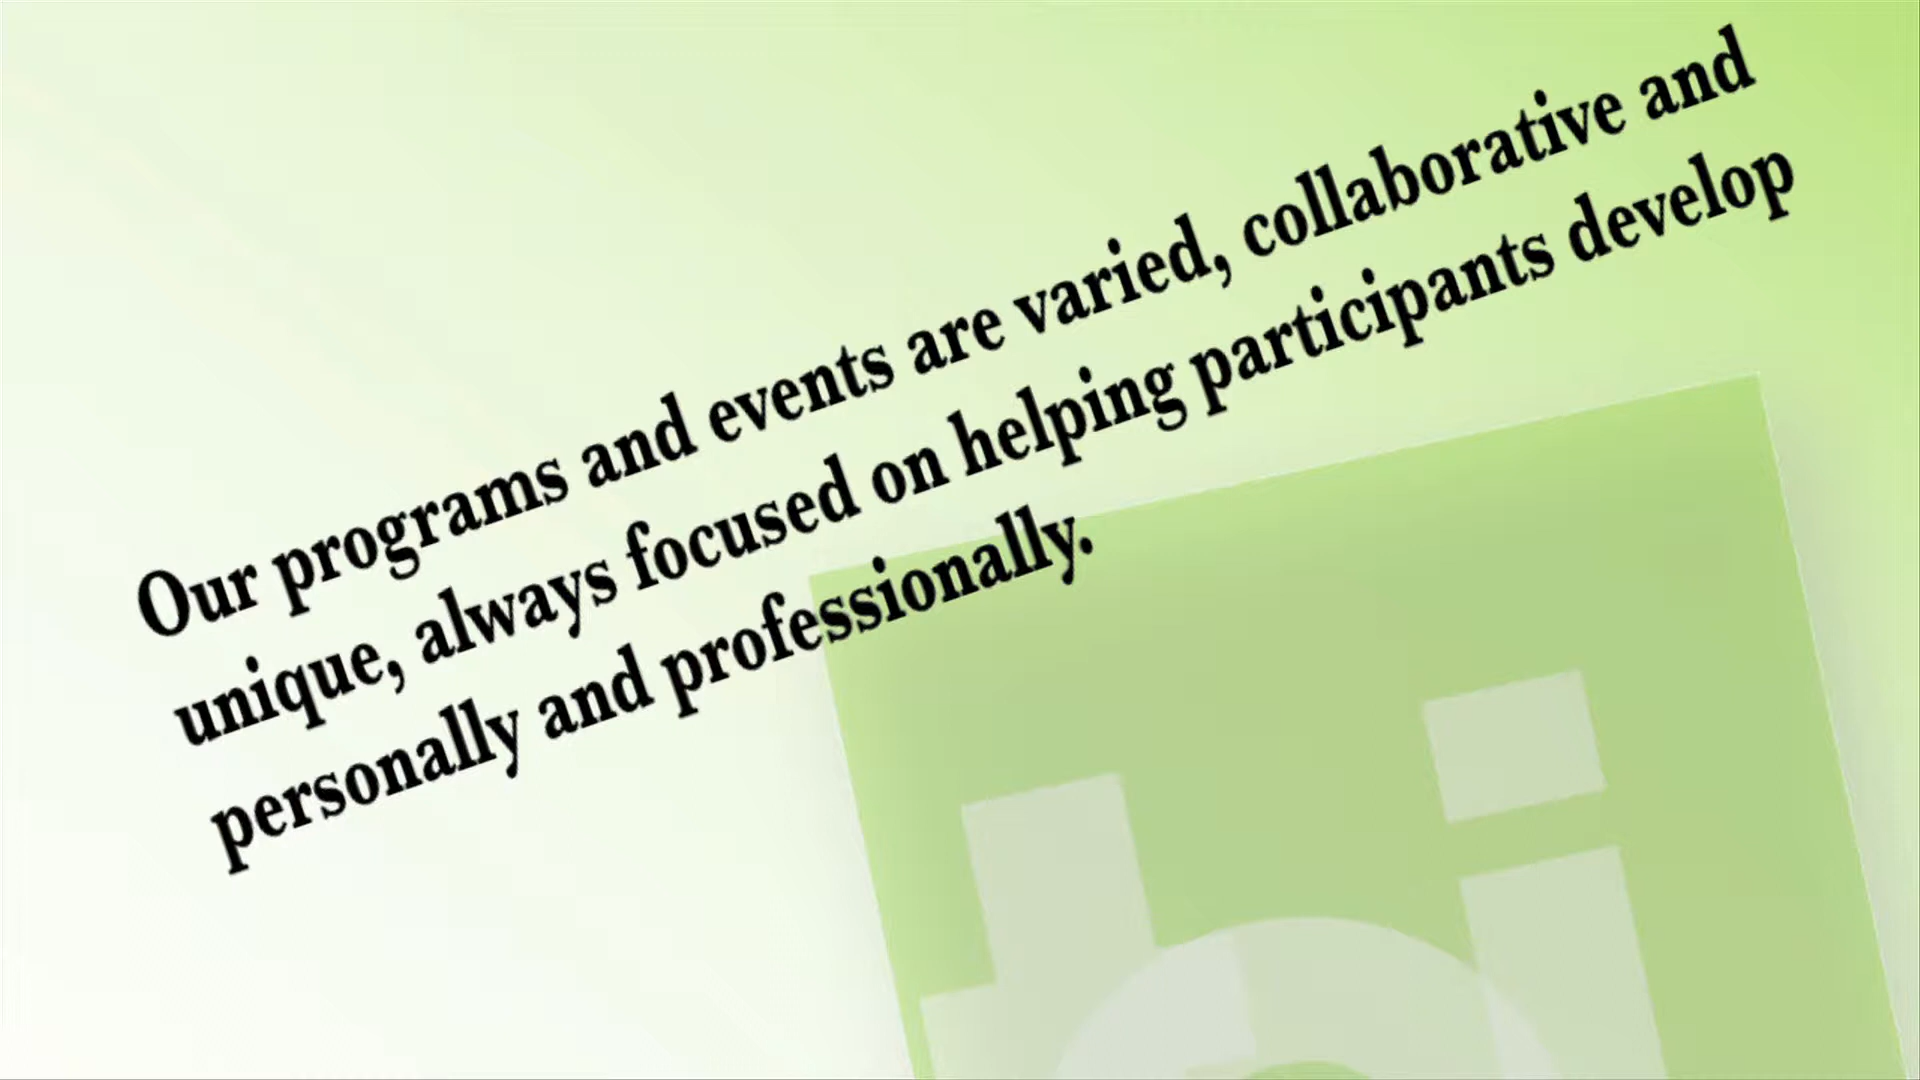 Our programs and events are varied, collaborative and
unique, always focused on helping participants develop
personally and professionally.